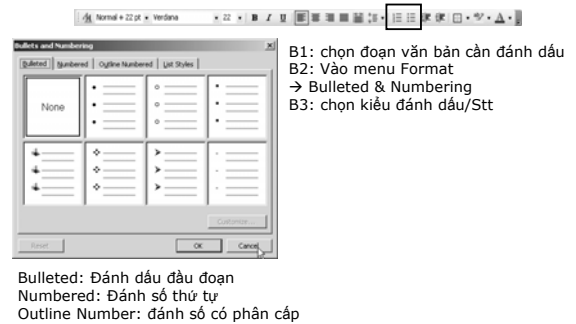 Normal + 22 pt Verdana 22 B I U
Bullets and Numbering
Bulleted Numbered Outline Numbered List Styles
None
Customize...
Reset OK Cancel
B1: chọn đoạn văn bản cần đánh dấu
B2: Vào menu Format
→ Bulleted & Numbering
B3: chọn kiểu đánh dấu/Stt
Bulleted: Đánh dấu đầu đoạn
Numbered: Đánh số thứ tự
Outline Number: đánh số có phân cấp